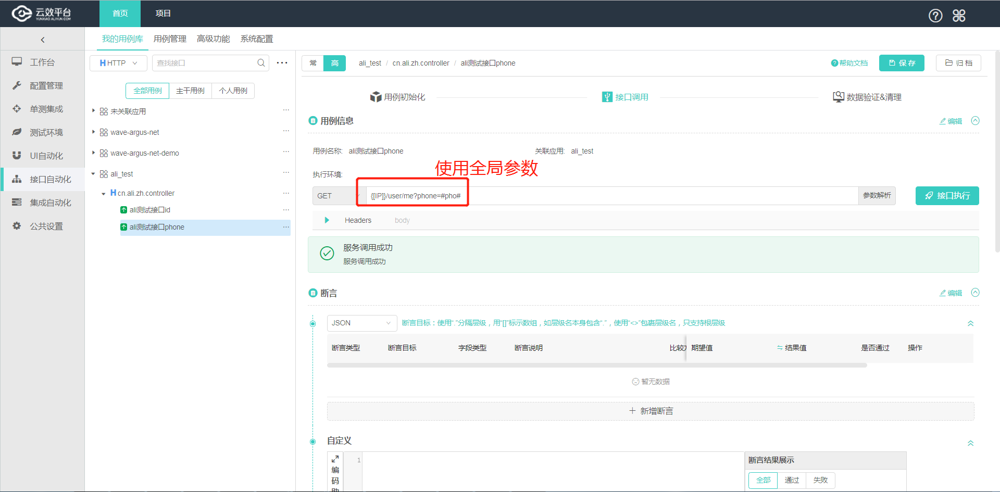 云效平台
YUNXIAO.ALIYUN.COM
首页
项目
我的用例库
用例管理
高级功能
系统配置
工作台
配置管理
单测集成
测试环境
UI自动化
接口自动化
集成自动化
公共设置
H HTTP
查找接口
全部用例
主干用例
个人用例
未关联应用
wave-argus-net
wave-argus-net-demo
ali_test
H cn.ali.zh.controller
ali测试接口id
ali测试接口phone
常
高
ali_test / cn.ali.zh.controller / ali测试接口phone
帮助文档
保 存
归 档
用例初始化
接口调用
数据验证&清理
用例信息
编辑
用例名称: ali测试接口phone
关联应用: ali_test
使用全局参数
执行环境:
GET
{[IP]}/user/me?phone=#pho#
参数解析
接口执行
Headers
body
服务调用成功
服务调用成功
断言
编辑
JSON
断言目标：使用“.”分隔层级，用“[]”标示数组，如层级名本身包含“.”，使用“<>”包裹层级名，只支持根层级
断言类型
断言目标
字段类型
断言说明
比较
期望值
结果值
是否通过
操作
暂无数据
新增断言
自定义
编
码
1
断言结果展示
全部
通过
失败